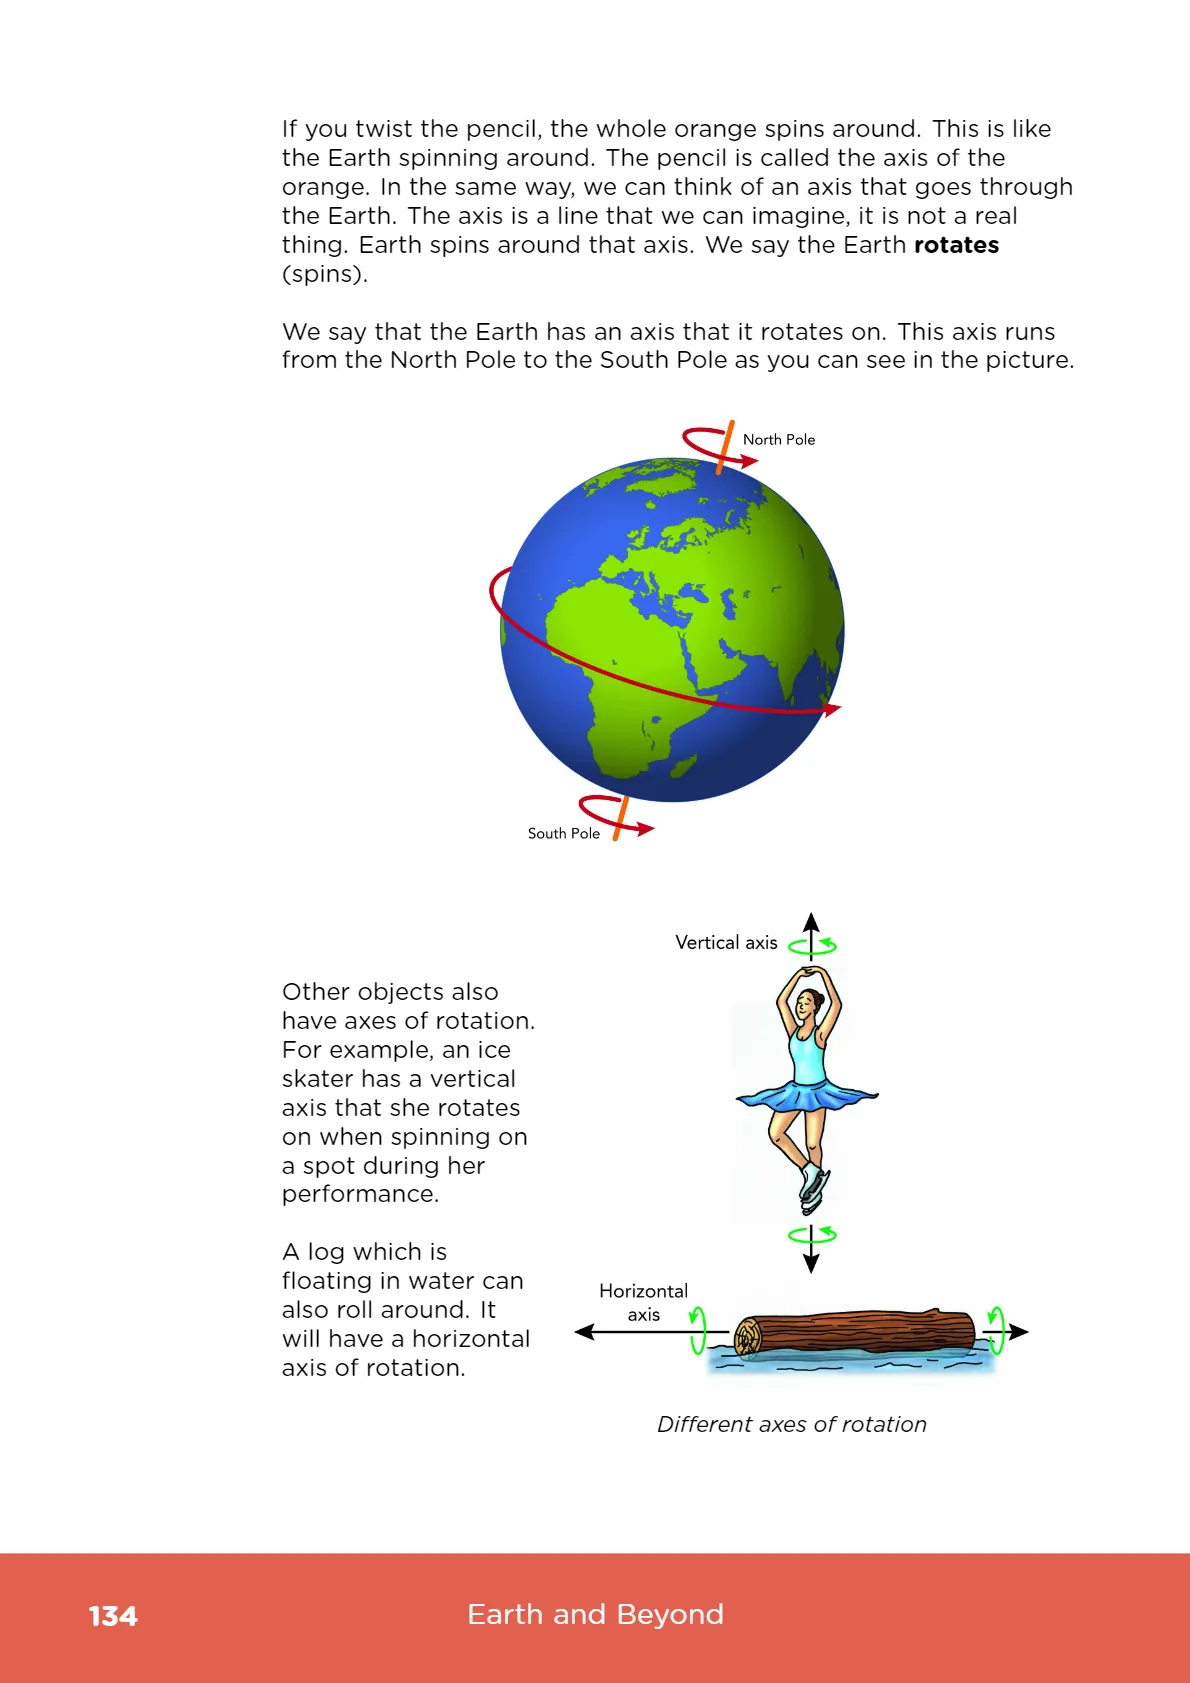 If you twist the pencil, the whole orange spins around. This is like
the Earth spinning around. The pencil is called the axis of the
orange. In the same way, we can think of an axis that goes through
the Earth. The axis is a line that we can imagine, it is not a real
thing. Earth spins around that axis. We say the Earth rotates
(spins).
We say that the Earth has an axis that it rotates on. This axis runs
from the North Pole to the South Pole as you can see in the picture.
North Pole
South Pole
Vertical axis
Other objects also
have axes of rotation.
For example, an ice
skater has a vertical
axis that she rotates
on when spinning on
a spot during her
performance.
A log which is
floating in water can
also roll around. It
will have a horizontal
axis of rotation.
Horizontal
axis
Different axes of rotation
134
Earth and Beyond